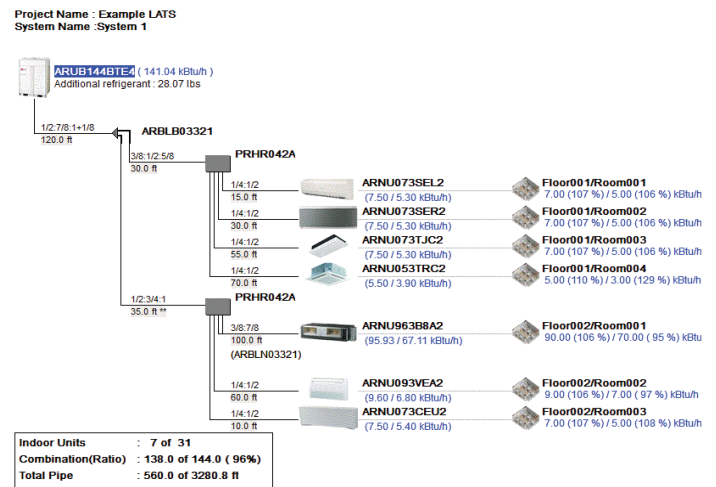 Project Name : Example LATS
System Name :System 1
ARUB144BTE4 ( 141.04 kBtu/h )
Additional refrigerant : 28.07 lbs
1/2:7/8:1+1/8
120.0 ft
ARBLB03321
3/8:1/2:5/8
30.0 ft
PRHR042A
1/4:1/2
15.0 ft
ARNU073SEL2
(7.50 / 5.30 kBtu/h)
Floor001/Room001
7.00 (107 %) / 5.00 (106 %) kBtu/h
1/4:1/2
30.0 ft
ARNU073SER2
(7.50 / 5.30 kBtu/h)
Floor001/Room002
7.00 (107 %) / 5.00 (106 %) kBtu/h
1/4:1/2
55.0 ft
ARNU073TJC2
(7.50 / 5.30 kBtu/h)
Floor001/Room003
7.00 (107 %) / 5.00 (106 %) kBtu/h
1/4:1/2
70.0 ft
ARNU053TRC2
(5.50 / 3.90 kBtu/h)
Floor001/Room004
5.00 (110 %) / 3.00 (129 %) kBtu/h
1/2:3/4:1
35.0 ft **
PRHR042A
3/8:7/8
100.0 ft
(ARBLN03321)
ARNU963B8A2
(95.93 / 67.11 kBtu/h)
Floor002/Room001
90.00 (106 %) / 70.00 ( 95 %) kBtu
1/4:1/2
60.0 ft
ARNU093VEA2
(9.60 / 6.80 kBtu/h)
Floor002/Room002
9.00 (106 %) / 7.00 ( 97 %) kBtu/h
1/4:1/2
10.0 ft
ARNU073CEU2
(7.50 / 5.40 kBtu/h)
Floor002/Room003
7.00 (107 %) / 5.00 (108 %) kBtu/h
Indoor Units : 7 of 31
Combination(Ratio) : 138.0 of 144.0 ( 96%)
Total Pipe : 560.0 of 3280.8 ft